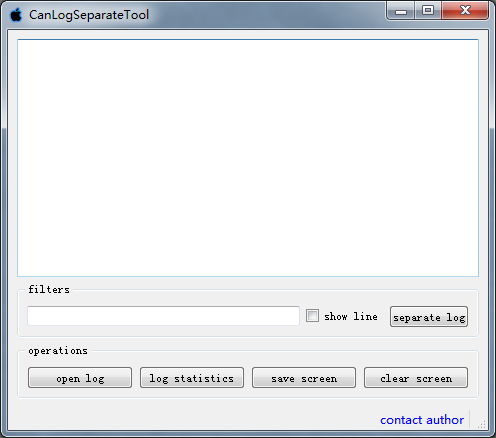 CanLogSeparateTool
filters
show line separate log
operations
open log log statistics save screen clear screen
contact author